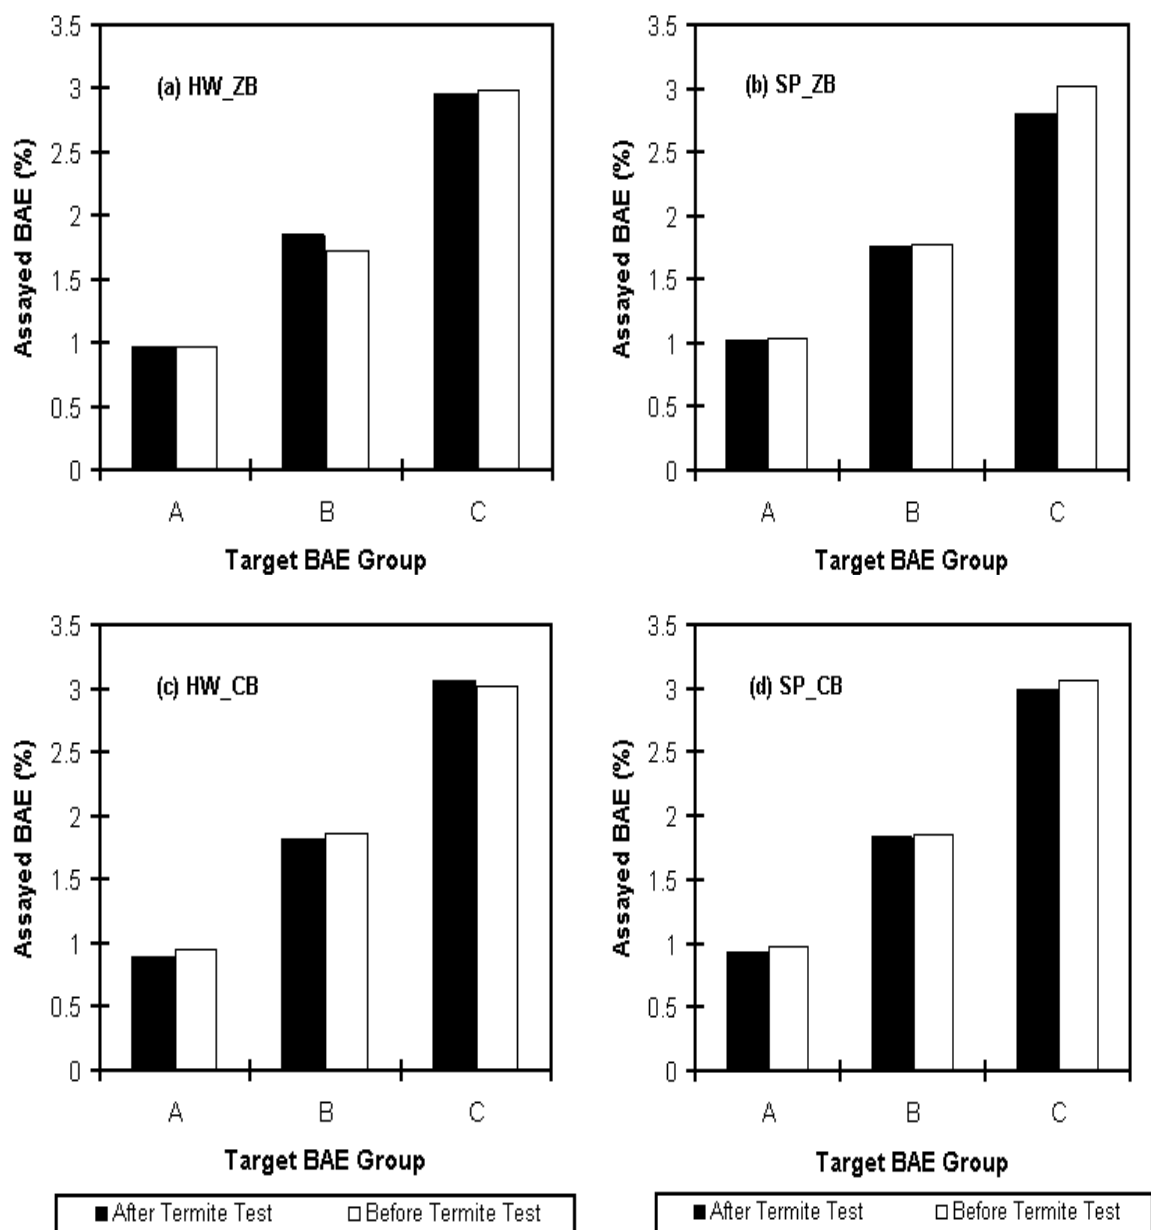 3.5
3
2.5
2
1.5
1
0.5
0
Assayed BAE (%)
(a) HW_ZB
A B C
Target BAE Group
3.5
3
2.5
2
1.5
1
0.5
0
Assayed BAE (%)
(b) SP_ZB
A B C
Target BAE Group
3.5
3
2.5
2
1.5
1
0.5
0
Assayed BAE (%)
(c) HW_CB
A B C
Target BAE Group
After Termite Test Before Termite Test
3.5
3
2.5
2
1.5
1
0.5
0
Assayed BAE (%)
(d) SP_CB
A B C
Target BAE Group
After Termite Test Before Termite Test